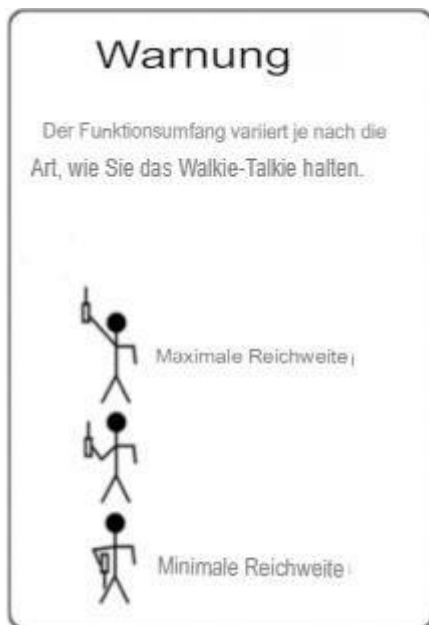 Warnung
Der Funktionsumfang variiert je nach die
Art, wie Sie das Walkie-Talkie halten.
Maximale Reichweite
Minimale Reichweite